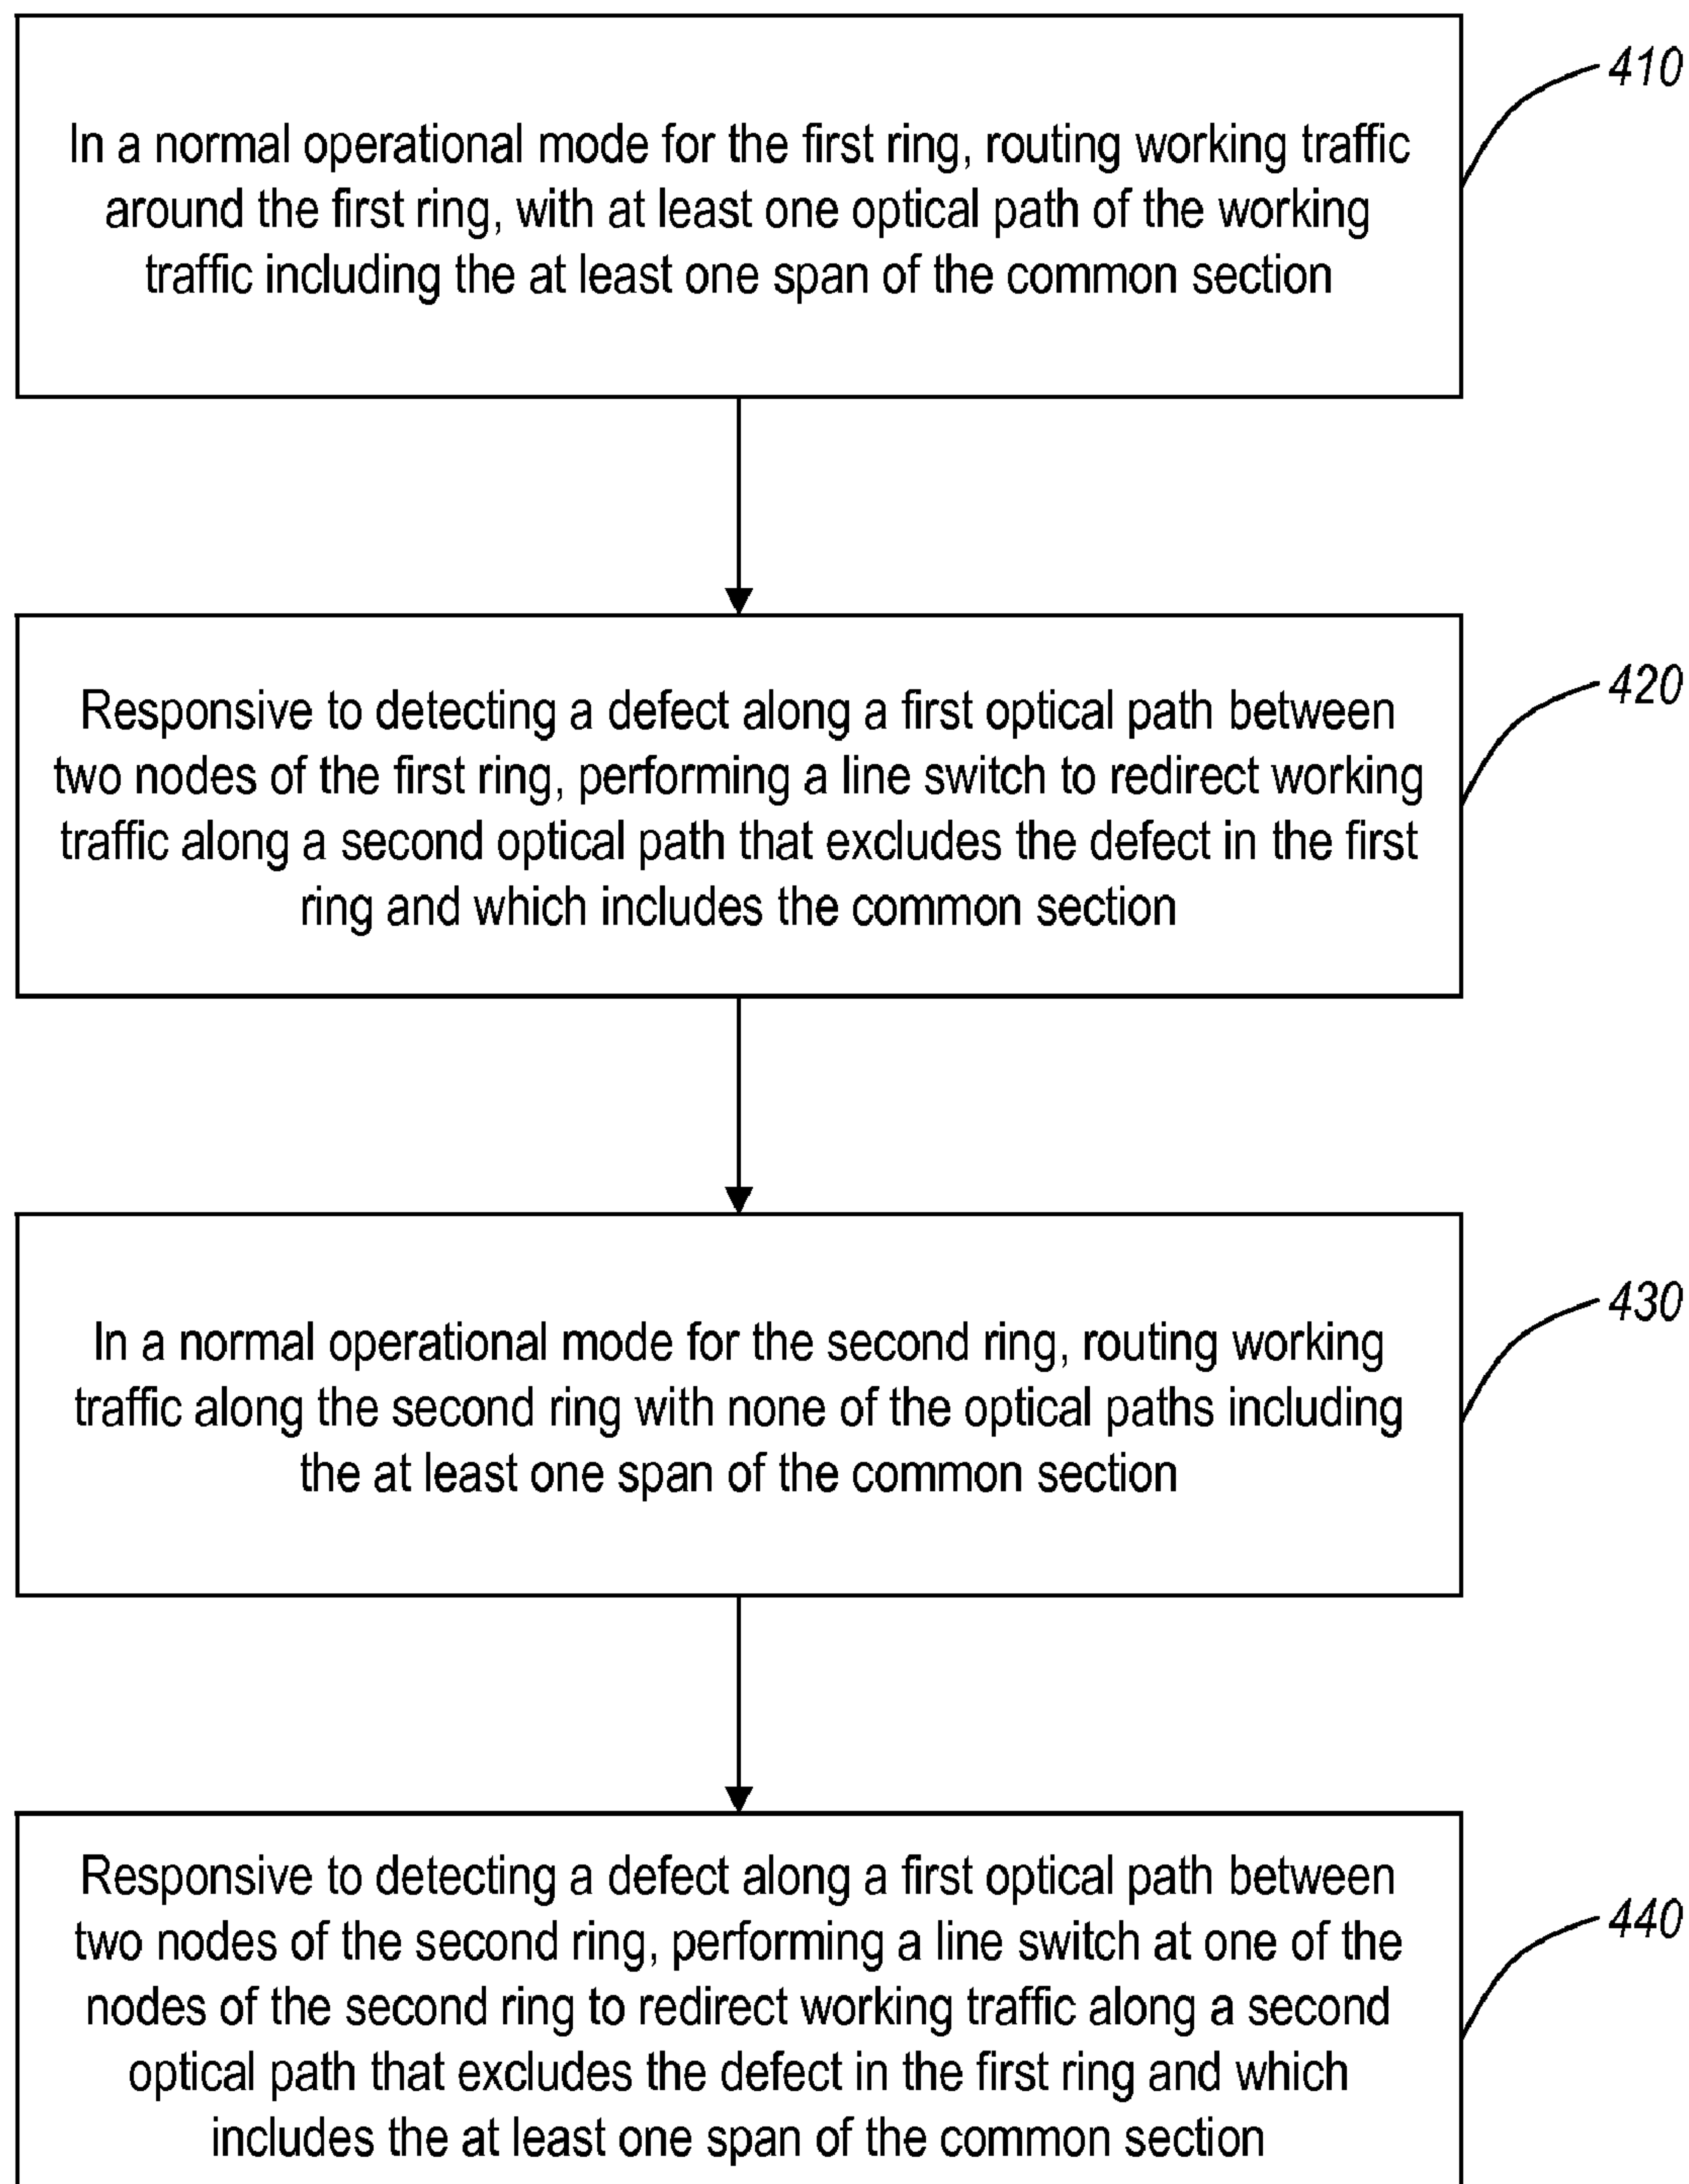 In a normal operational mode for the first ring, routing working traffic
around the first ring, with at least one optical path of the working
traffic including the at least one span of the common section
410
Responsive to detecting a defect along a first optical path between
two nodes of the first ring, performing a line switch to redirect working
traffic along a second optical path that excludes the defect in the first
ring and which includes the common section
420
In a normal operational mode for the second ring, routing working
traffic along the second ring with none of the optical paths including
the at least one span of the common section
430
Responsive to detecting a defect along a first optical path between
two nodes of the second ring, performing a line switch at one of the
nodes of the second ring to redirect working traffic along a second
optical path that excludes the defect in the first ring and which
includes the at least one span of the common section
440